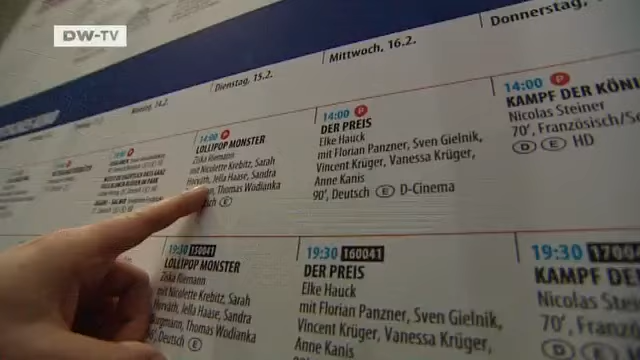 DW-TV
Dienstag, 15.2.
Mittwoch, 16.2.
Donnerstag,
14:00 P
LOLLIPOP MONSTER
Ziska Riemann
mit Nicolette Krebitz, Sarah
Horváth, Jella Haase, Sandra
Thomas Wodianka
E
14:00 P
DER PREIS
Elke Hauck
mit Florian Panzner, Sven Gielnik,
Vincent Krüger, Vanessa Krüger,
Anne Kanis
90', Deutsch E D-Cinema
14:00 P
KAMPF DER KÖNI
Nicolas Steiner
70', Französisch/Sc
D E HD
19:30 150041
LOLLIPOP MONSTER
Ziska Riemann
mit Nicolette Krebitz, Sarah
Horváth, Jella Haase, Sandra
Thomas Wodianka
E
19:30 160041
DER PREIS
Elke Hauck
mit Florian Panzner, Sven Gielnik,
Vincent Krüger, Vanessa Krüger,
Anne Kanis
19:30
KAMPF DER
Nicolas Steine
70', Französi
D E HD